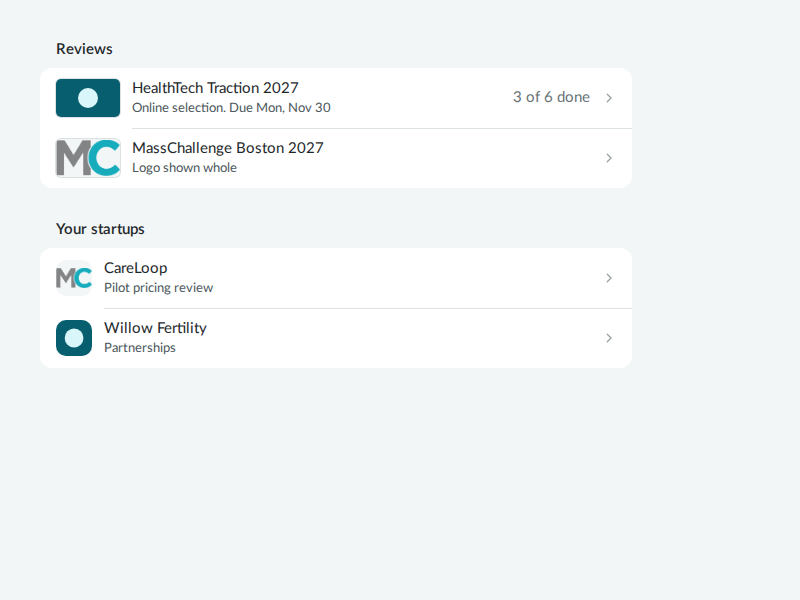 Reviews
HealthTech Traction 2027
Online selection. Due Mon, Nov 30
3 of 6 done
MC
MassChallenge Boston 2027
Logo shown whole
Your startups
MC
CareLoop
Pilot pricing review
Willow Fertility
Partnerships